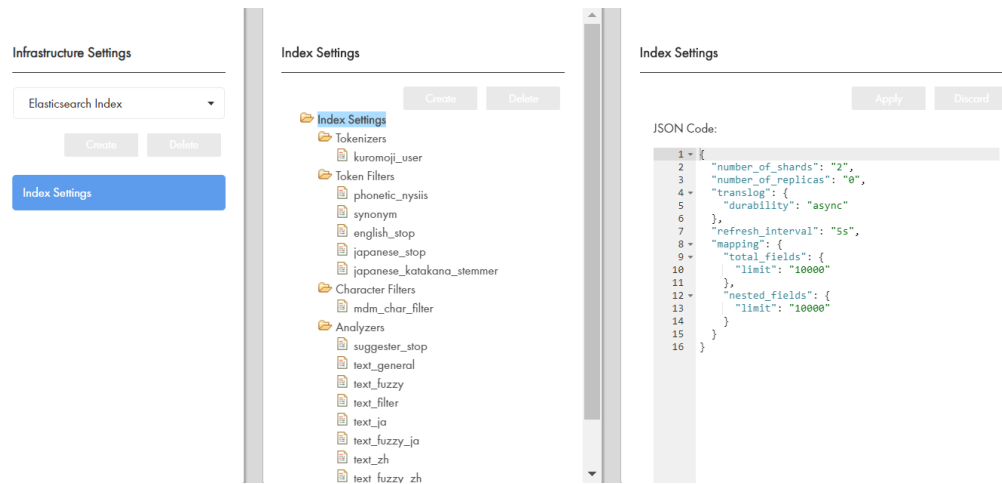 Infrastructure Settings
Elasticsearch Index
Create Delete
Index Settings
Index Settings
Create Delete
Index Settings
Tokenizers
kuromoji_user
Token Filters
phonetic_nysiis
synonym
english_stop
japanese_stop
japanese_katakana_stemmer
Character Filters
mdm_char_filter
Analyzers
suggester_stop
text_general
text_fuzzy
text_filter
text_ja
text_fuzzy_ja
text_zh
text_fuzzy_zh
Index Settings
Apply Discard
JSON Code:
1 {
2 "number_of_shards": "2",
3 "number_of_replicas": "0",
4 "translog": {
5 "durability": "async"
6 },
7 "refresh_interval": "5s",
8 "mapping": {
9 "total_fields": {
10 "limit": "10000"
11 },
12 "nested_fields": {
13 "limit": "10000"
14 }
15 }
16 }